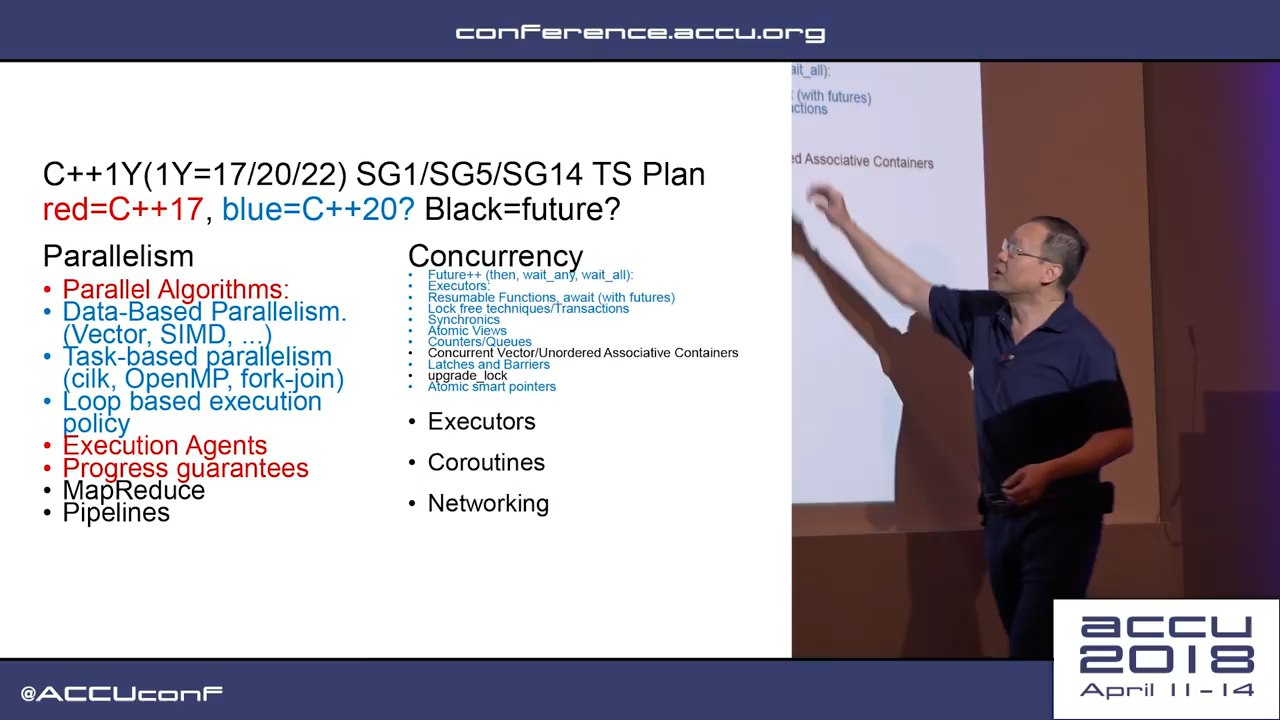 conference.accu.org
C++1Y(1Y=17/20/22) SG1/SG5/SG14 TS Plan
red=C++17, blue=C++20? Black=future?
Parallelism
• Parallel Algorithms:
• Data-Based Parallelism.
(Vector, SIMD, ...)
• Task-based parallelism
(cilk, OpenMP, fork-join)
• Loop based execution
policy
• Execution Agents
• Progress guarantees
• MapReduce
• Pipelines
Concurrency
• Future++ (then, wait_any, wait_all):
• Executors:
• Resumable Functions, await (with futures)
• Lock free techniques/Transactions
• Synchronics
• Atomic Views
• Counters/Queues
• Concurrent Vector/Unordered Associative Containers
• Latches and Barriers
• upgrade_lock
• Atomic smart pointers
• Executors
• Coroutines
• Networking
ait_all):
(with futures)
ctions
ed Associative Containers
accu
2018
April 11-14
@ACCUconf